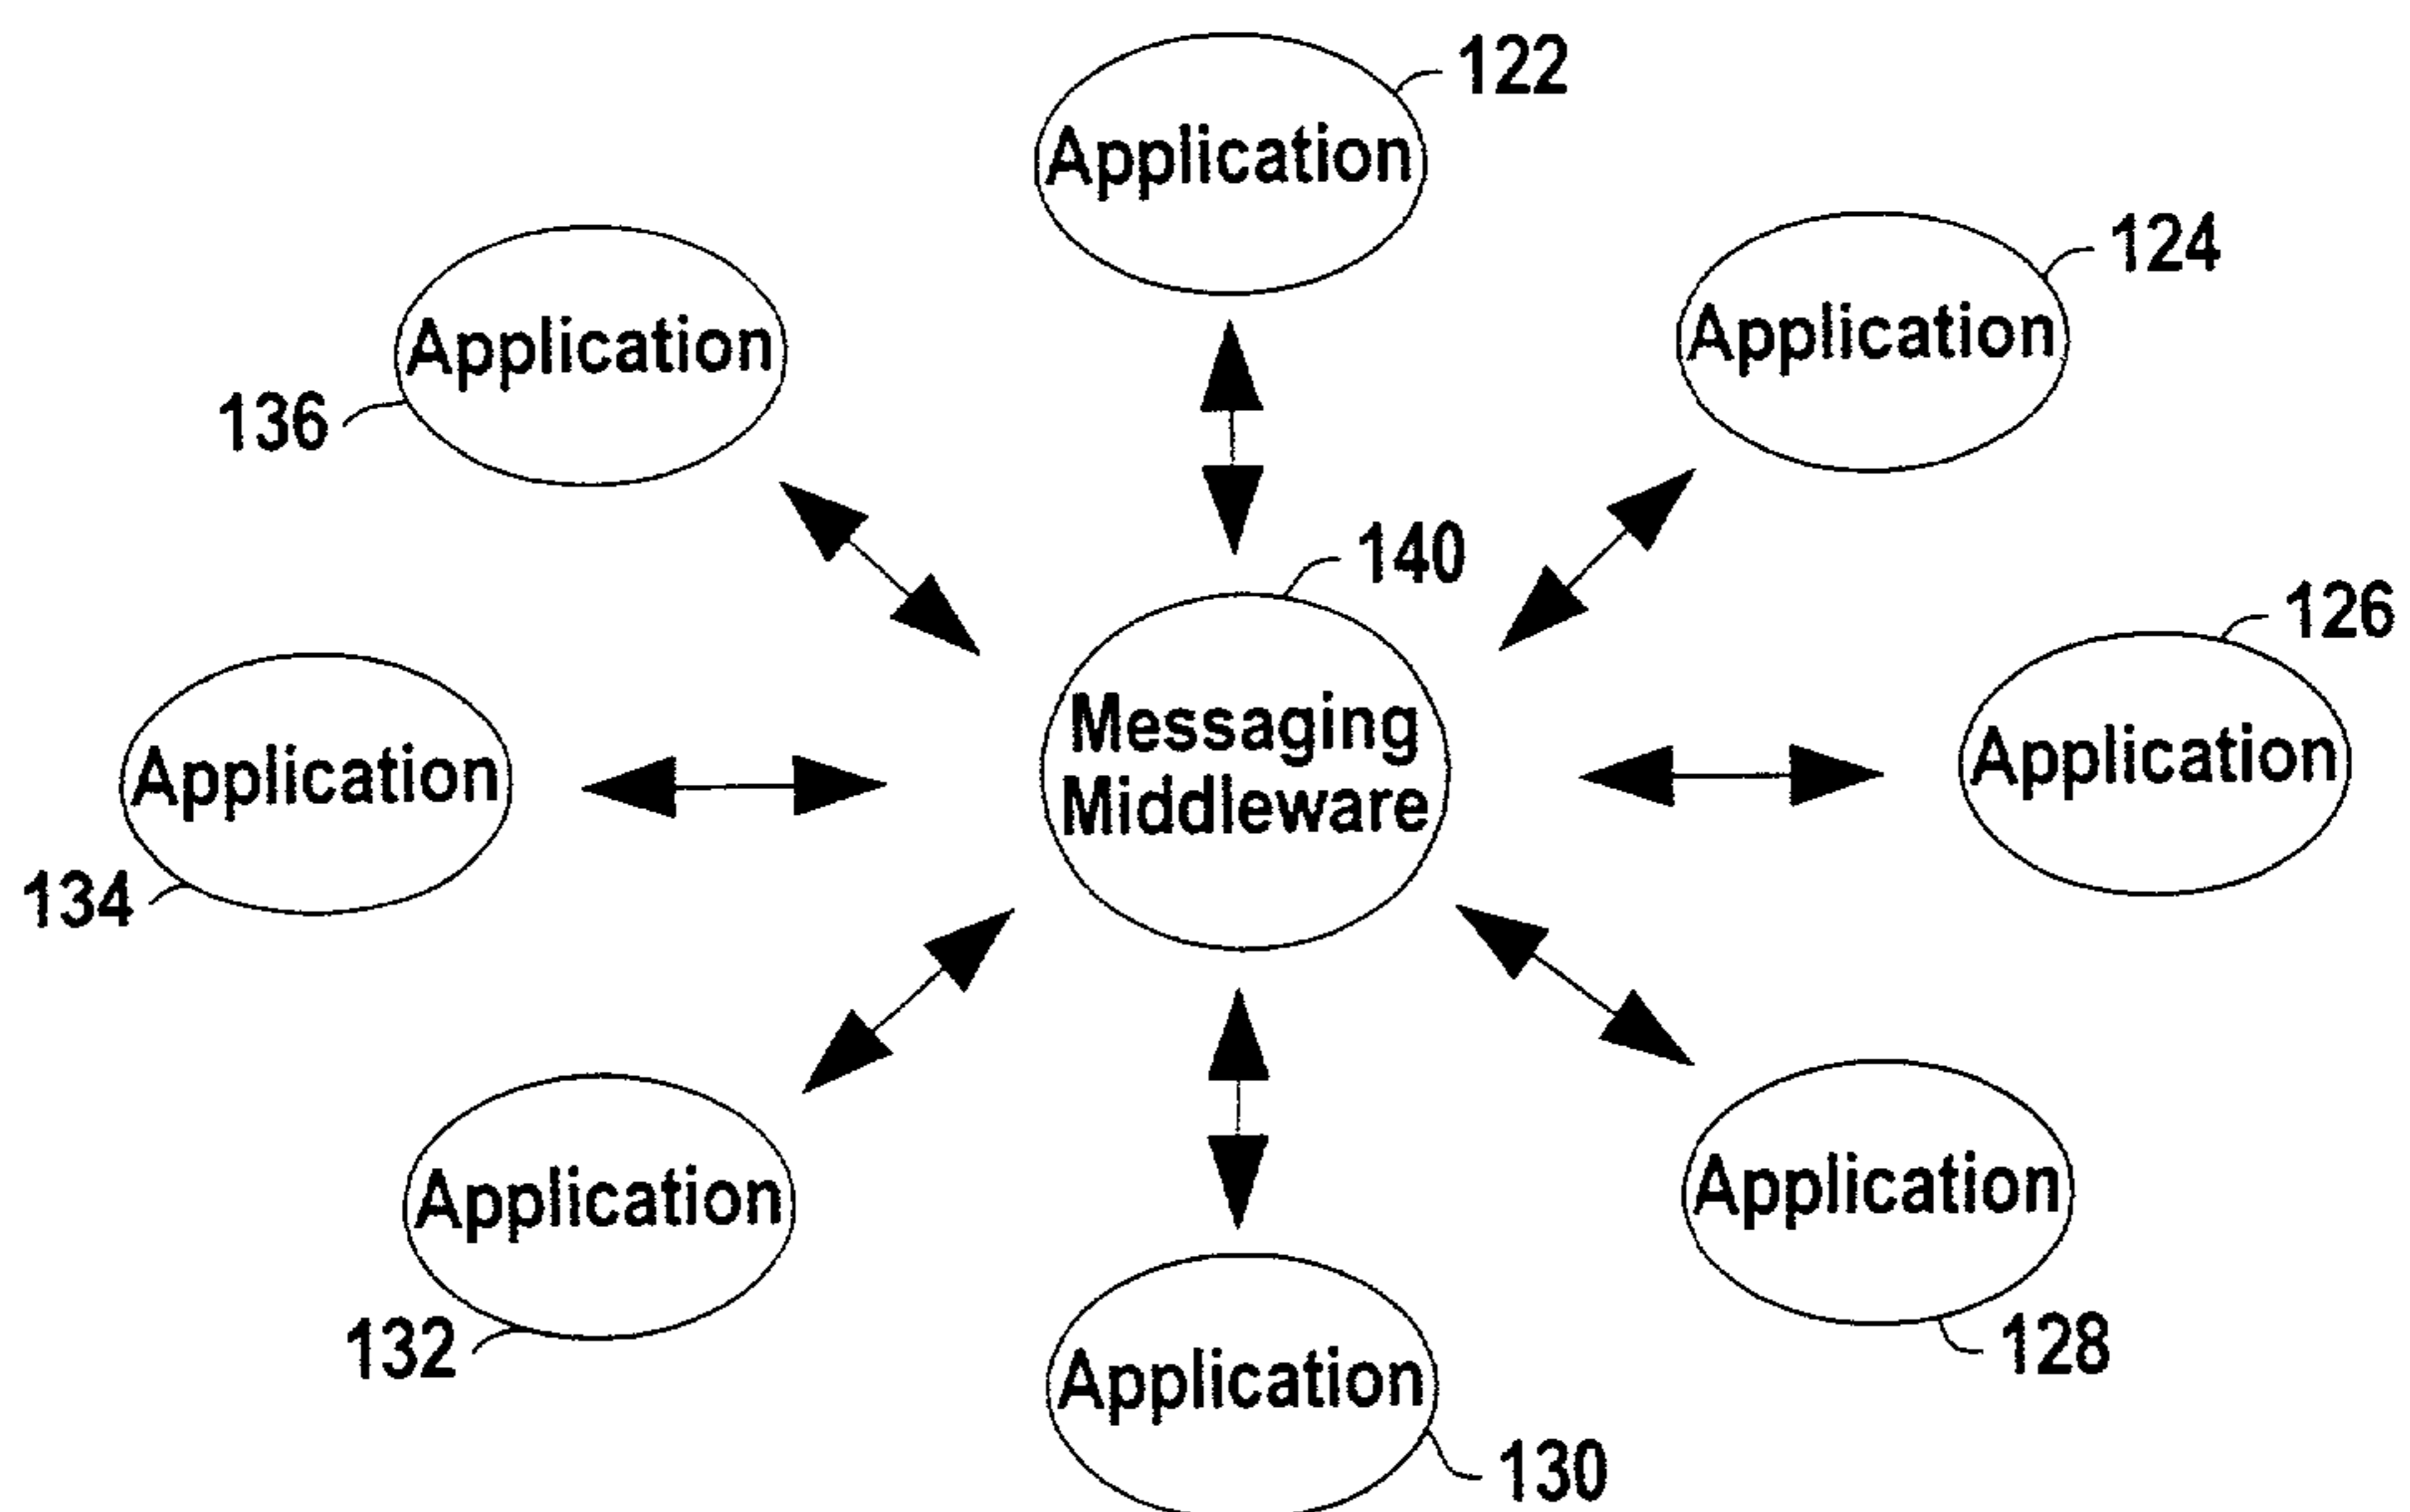 122
Application
124
Application
136
Application
140
126
Messaging
Middleware
Application
Application
134
Application
Application
132
128
Application
130